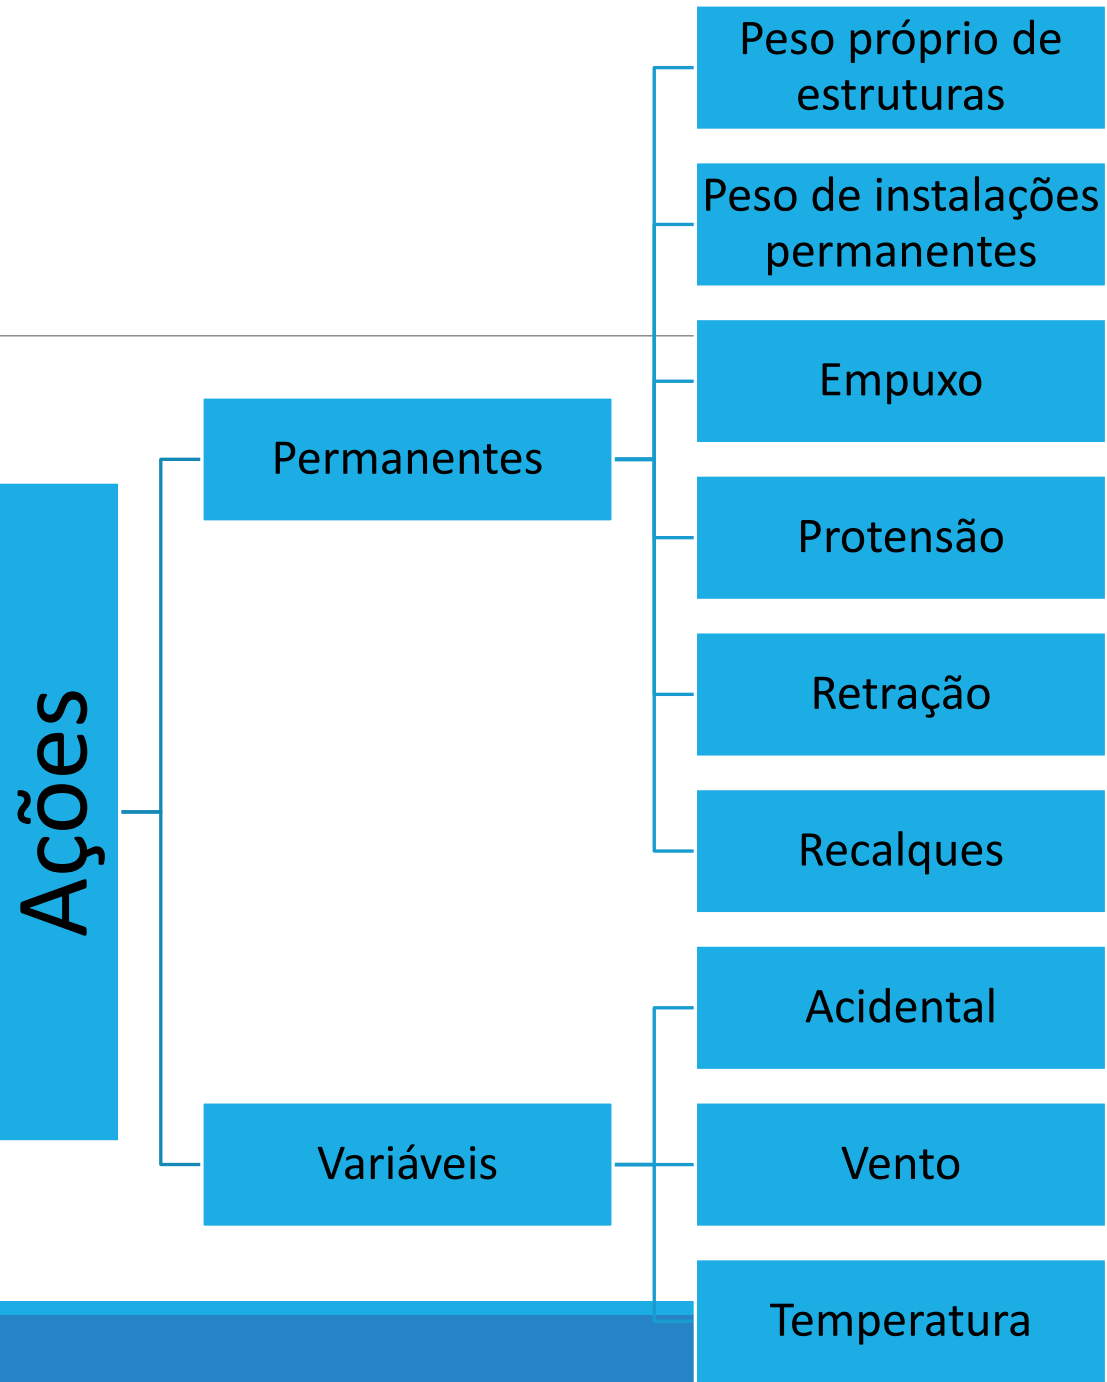 Ações
Permanentes
Peso próprio de
estruturas
Peso de instalações
permanentes
Empuxo
Protensão
Retração
Recalques
Variáveis
Acidental
Vento
Temperatura